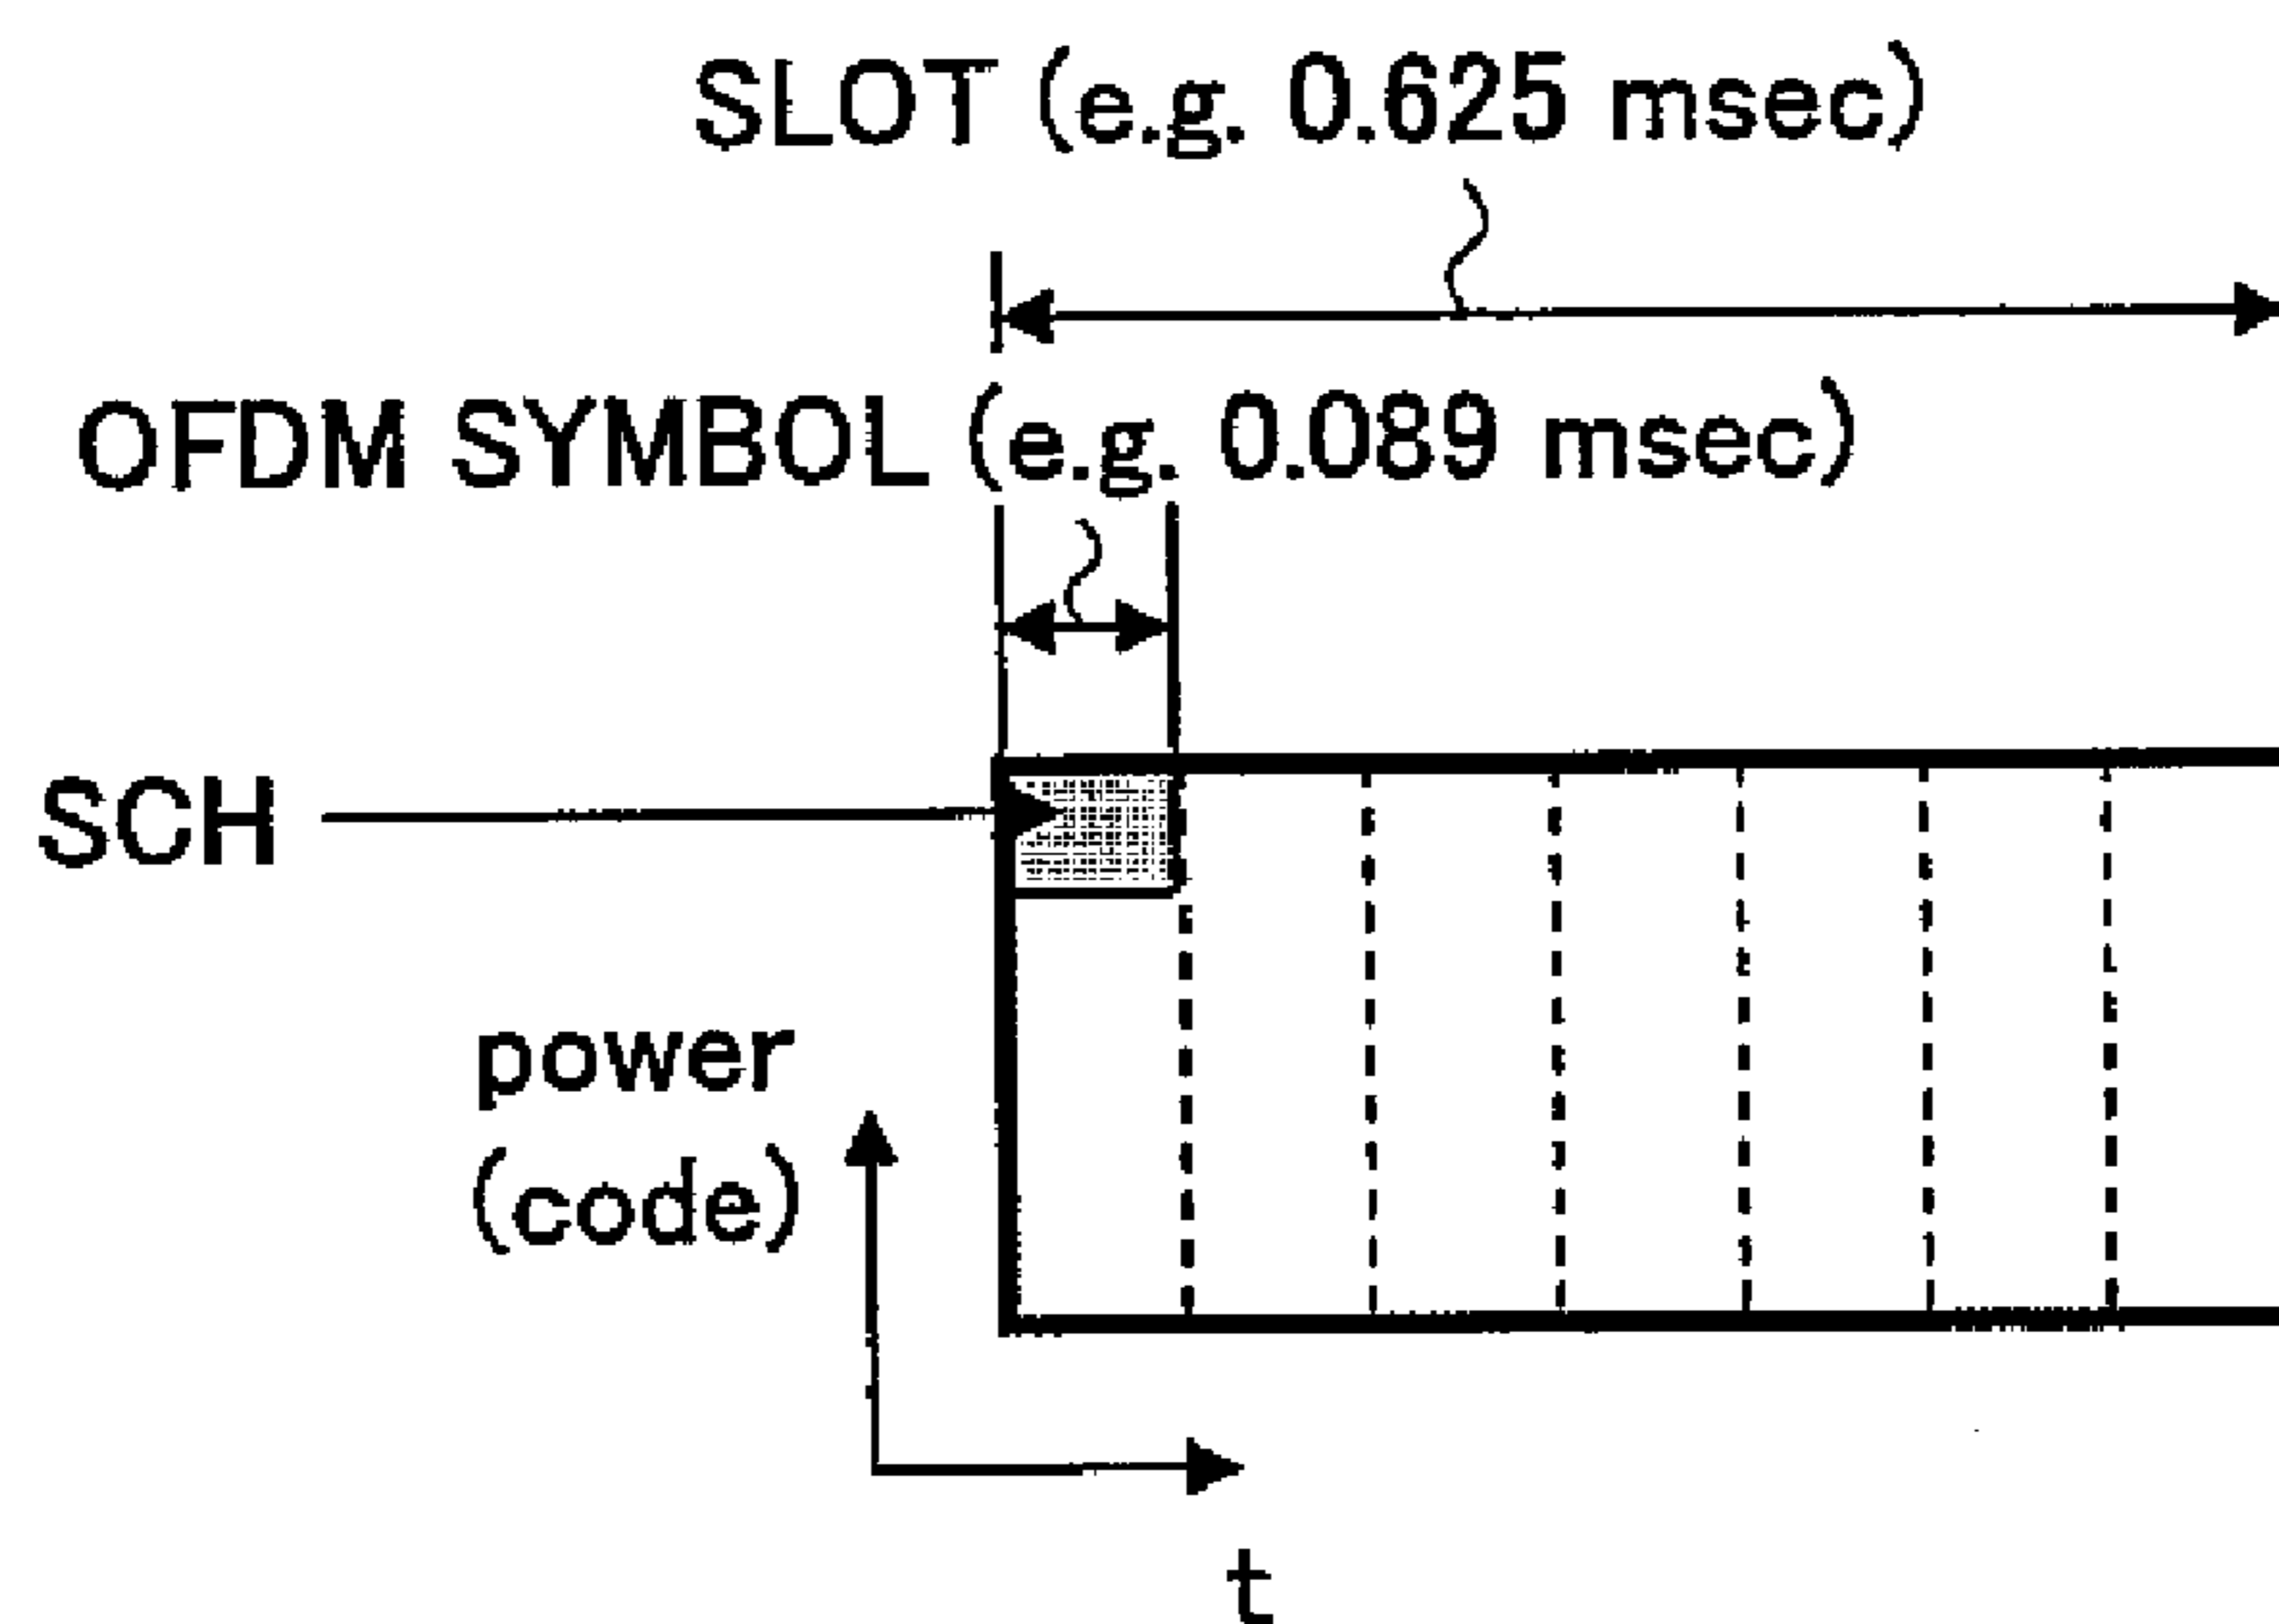 SLOT (e.g. 0.625 msec)
OFDM SYMBOL (e.g. 0.089 msec)
SCH
power
(code)
t